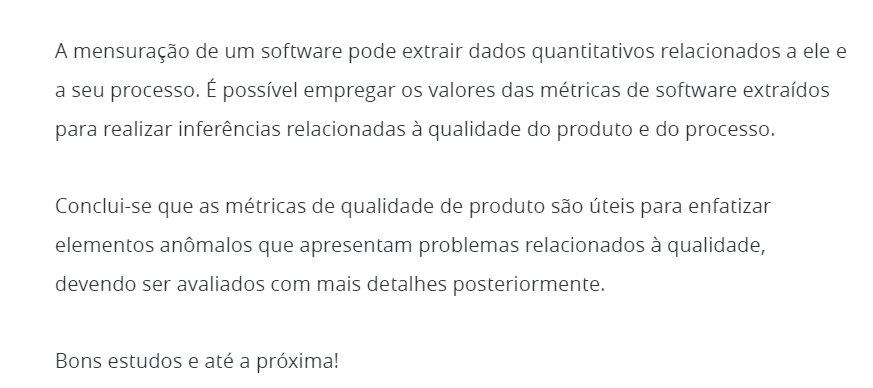 A mensuração de um software pode extrair dados quantitativos relacionados a ele e
a seu processo. É possível empregar os valores das métricas de software extraídos
para realizar inferências relacionadas à qualidade do produto e do processo.
Conclui-se que as métricas de qualidade de produto são úteis para enfatizar
elementos anômalos que apresentam problemas relacionados à qualidade,
devendo ser avaliados com mais detalhes posteriormente.
Bons estudos e até a próxima!